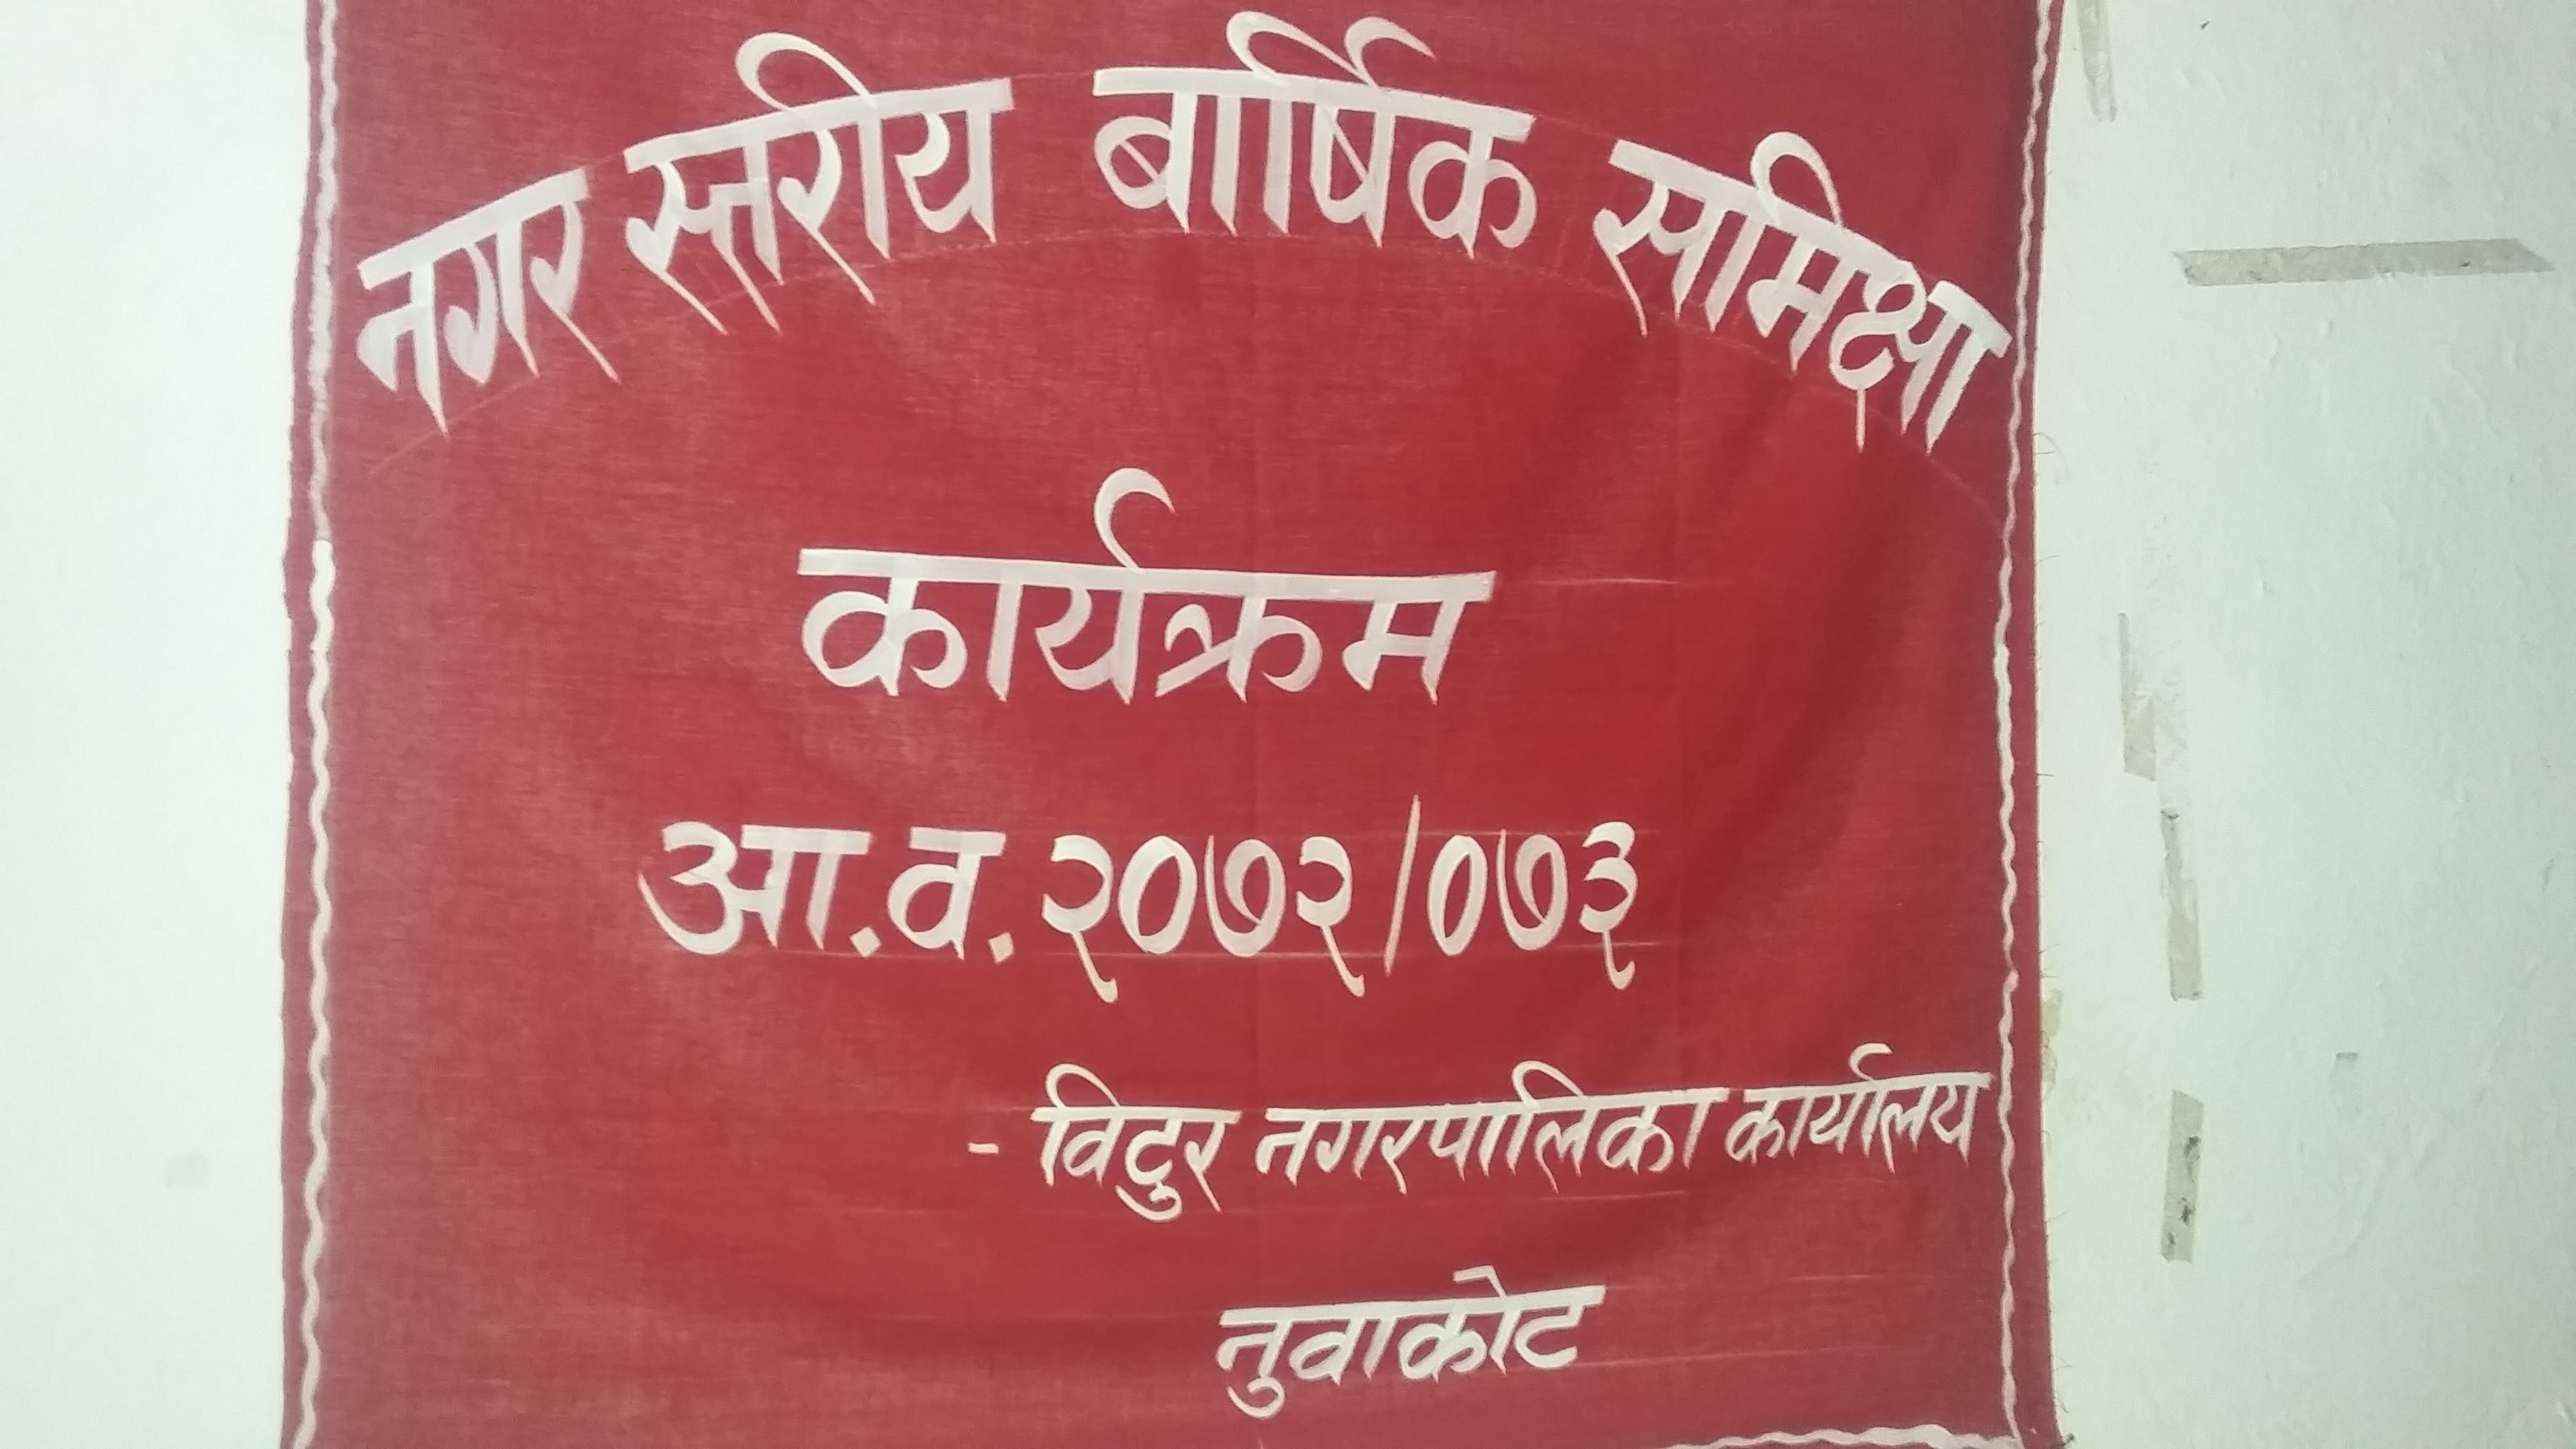 नगर स्तरीय बार्षिक समिक्षा
कार्यक्रम
आ.व. २०७२/०७३
- विदुर नगरपालिका कार्यालय
नुवाकोट